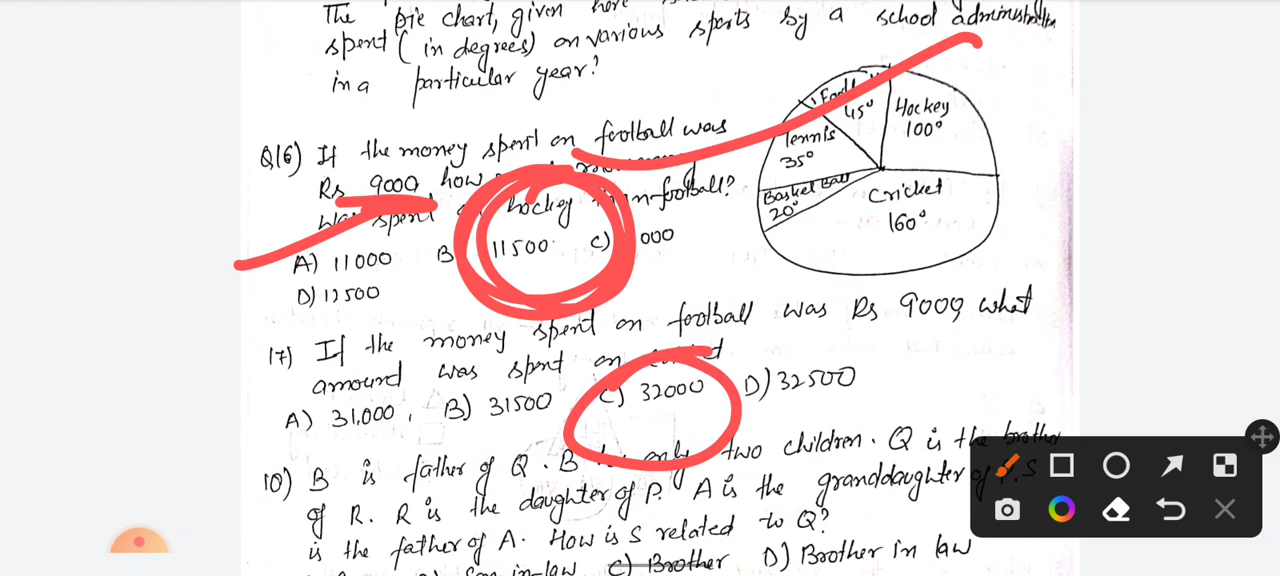 The pie chart, given here
spent (in degrees) on various sports by a school administration
in a particular year?
Q16) If the money spent on football was
Rs 9000, how
was spent hockey than football?
A) 11000 B 11500 C) 000
D) 12500
Football 45°
Hockey 100°
Tennis 35°
Basket Ball 20°
Cricket 160°
17) If the money spent on football was Rs 9000, what
amound was spent on
A) 31,000, B) 31500 C) 32000 D) 32500
10) B is father of Q. B only two children. Q is the brother
of R. R is the daughter of P. A is the granddaughter of P. S
is the father of A. How is S related to Q?
C) Brother D) Brother in law